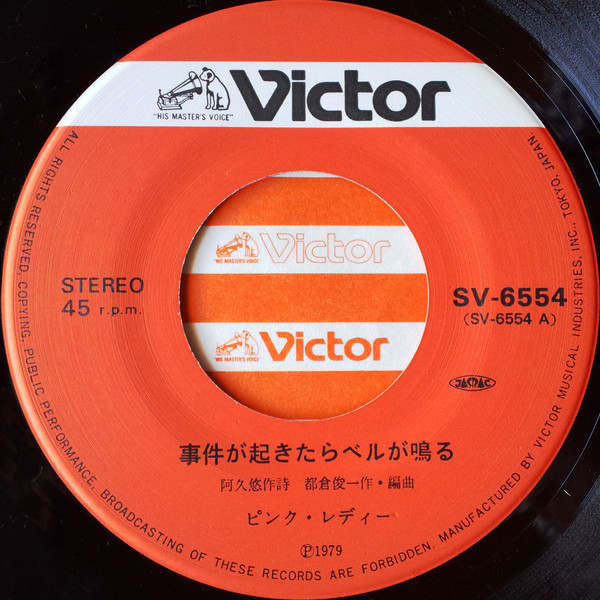 Victor
"HIS MASTER'S VOICE"
Victor
"HIS MASTER'S VOICE"
Victor
"HIS MASTER'S VOICE"
STEREO
45 r.p.m.
SV-6554
(SV-6554 A)
JASRAC
事件が起きたらベルが鳴る
阿久悠作詩 都倉俊一作・編曲
ピンク・レディー
Ⓟ1979
ALL RIGHTS RESERVED. COPYING, PUBLIC PERFORMANCE, BROADCASTING OF THESE RECORDS ARE FORBIDDEN. MANUFACTURED BY VICTOR MUSICAL INDUSTRIES, INC., TOKYO, JAPAN.